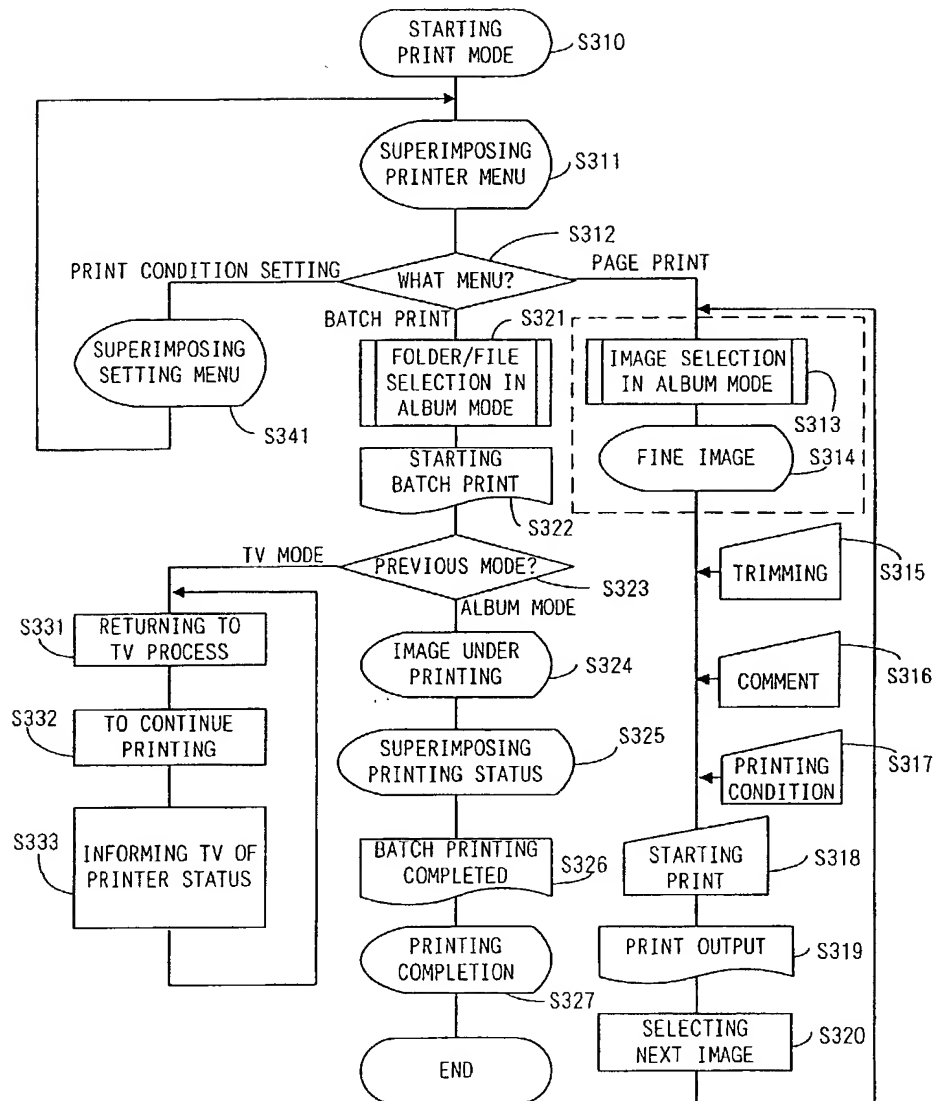 STARTING
PRINT MODE
S310
SUPERIMPOSING
PRINTER MENU
S311
S312
PRINT CONDITION SETTING
WHAT MENU?
PAGE PRINT
BATCH PRINT
S321
SUPERIMPOSING
SETTING MENU
S341
FOLDER/FILE
SELECTION IN
ALBUM MODE
IMAGE SELECTION
IN ALBUM MODE
S313
STARTING
BATCH PRINT
S322
FINE IMAGE
S314
TV MODE
PREVIOUS MODE?
S323
ALBUM MODE
TRIMMING
S315
S331
RETURNING TO
TV PROCESS
IMAGE UNDER
PRINTING
S324
COMMENT
S316
S332
TO CONTINUE
PRINTING
SUPERIMPOSING
PRINTING STATUS
S325
PRINTING
CONDITION
S317
S333
INFORMING TV OF
PRINTER STATUS
BATCH PRINTING
COMPLETED
S326
STARTING
PRINT
S318
PRINTING
COMPLETION
S327
PRINT OUTPUT
S319
SELECTING
NEXT IMAGE
S320
END